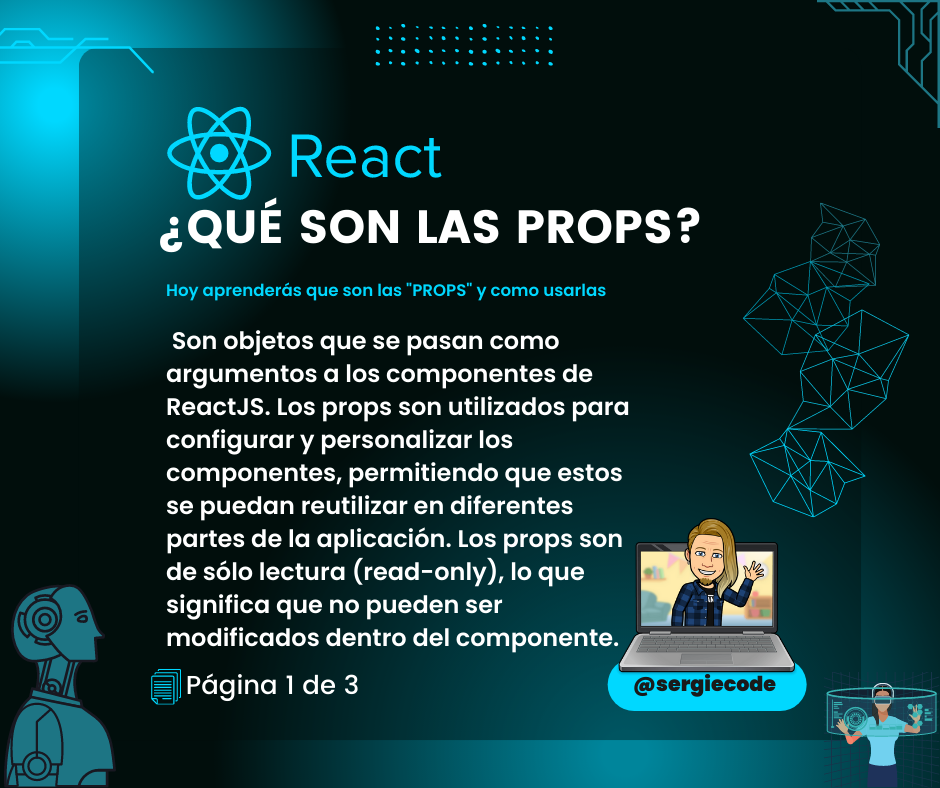 React
¿QUÉ SON LAS PROPS?
Hoy aprenderás que son las "PROPS" y como usarlas
Son objetos que se pasan como
argumentos a los componentes de
ReactJS. Los props son utilizados para
configurar y personalizar los
componentes, permitiendo que estos
se puedan reutilizar en diferentes
partes de la aplicación. Los props son
de sólo lectura (read-only), lo que
significa que no pueden ser
modificados dentro del componente.
Página 1 de 3
@sergiecode